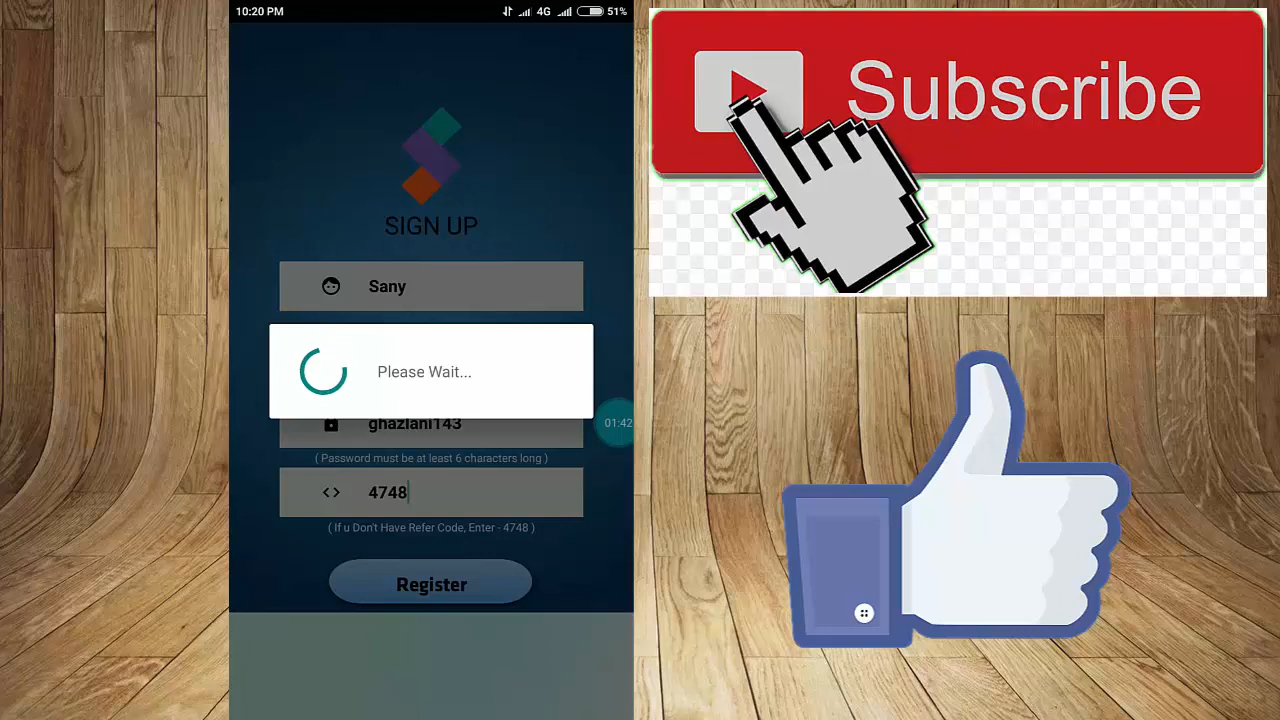 10:20 PM
4G
51%
Subscribe
SIGN UP
Sany
Please Wait...
01:42
ghaziani143
( Password must be at least 6 characters long )
4748
( If u Don't Have Refer Code, Enter - 4748 )
Register